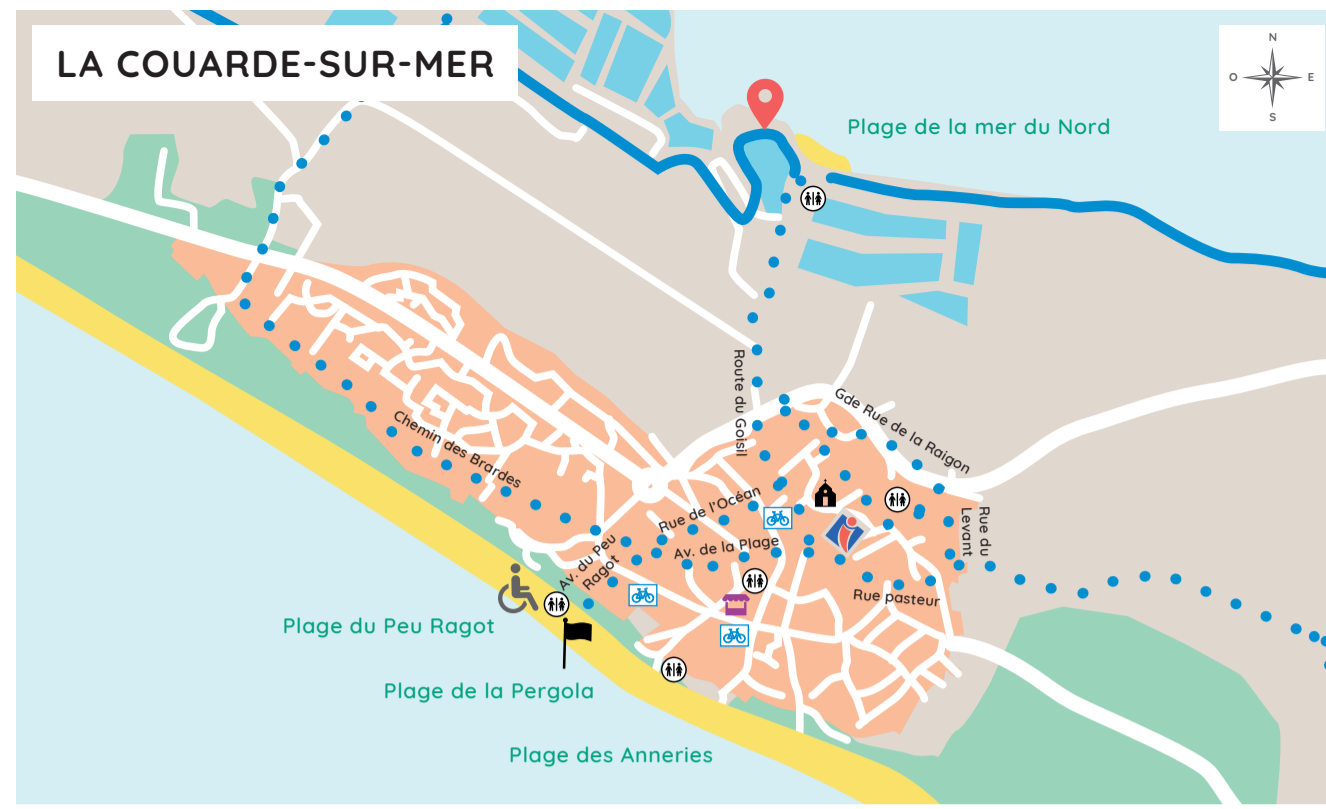 LA COUARDE-SUR-MER
N
O
E
S
Plage de la mer du Nord
Route du Goisil
Gde Rue de la Raigon
Chemin des Brardes
Rue de l'Océan
Rue du
Levant
Av. de la Plage
Av. du Peu
Ragot
Rue pasteur
Plage du Peu Ragot
Plage de la Pergola
Plage des Anneries